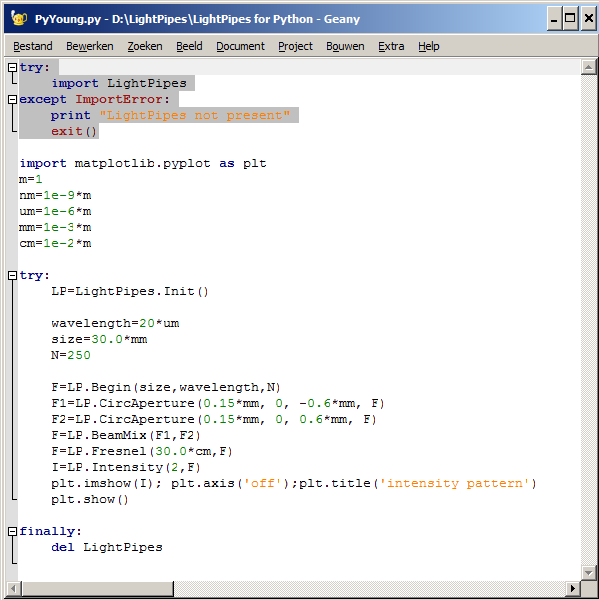 PyYoung.py - D:\LightPipes\LightPipes for Python - Geany
Bestand Bewerken Zoeken Beeld Document Project Bouwen Extra Help
try:
    import LightPipes
except ImportError:
    print "LightPipes not present"
    exit()
import matplotlib.pyplot as plt
m=1
nm=1e-9*m
um=1e-6*m
mm=1e-3*m
cm=1e-2*m
try:
    LP=LightPipes.Init()
    wavelength=20*um
    size=30.0*mm
    N=250
    F=LP.Begin(size,wavelength,N)
    F1=LP.CircAperture(0.15*mm, 0, -0.6*mm, F)
    F2=LP.CircAperture(0.15*mm, 0, 0.6*mm, F)
    F=LP.BeamMix(F1,F2)
    F=LP.Fresnel(30.0*cm,F)
    I=LP.Intensity(2,F)
    plt.imshow(I); plt.axis('off');plt.title('intensity pattern')
    plt.show()
finally:
    del LightPipes